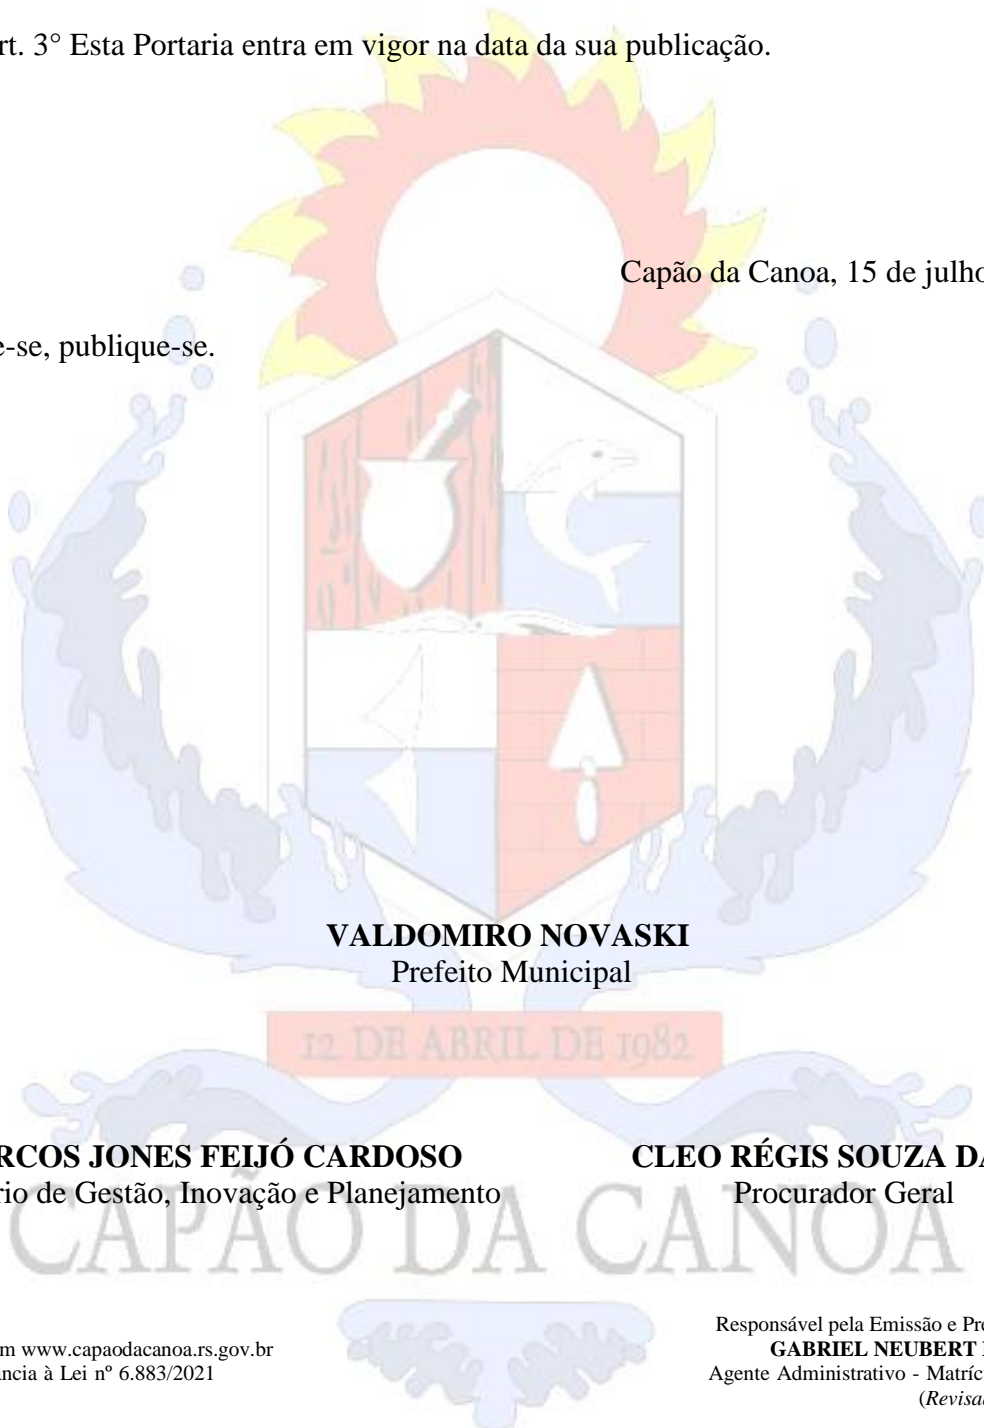 rt. 3° Esta Portaria entra em vigor na data da sua publicação.
Capão da Canoa, 15 de julho
e-se, publique-se.
VALDOMIRO NOVASKI
Prefeito Municipal
12 DE ABRIL DE 1982
RCOS JONES FEIJÓ CARDOSO
rio de Gestão, Inovação e Planejamento
CLEO RÉGIS SOUZA DA
Procurador Geral
CAPÃO DA CANOA
m www.capaodacanoa.rs.gov.br
ncia à Lei nº 6.883/2021
Responsável pela Emissão e Pre
GABRIEL NEUBERT
Agente Administrativo - Matríc
(Revisa